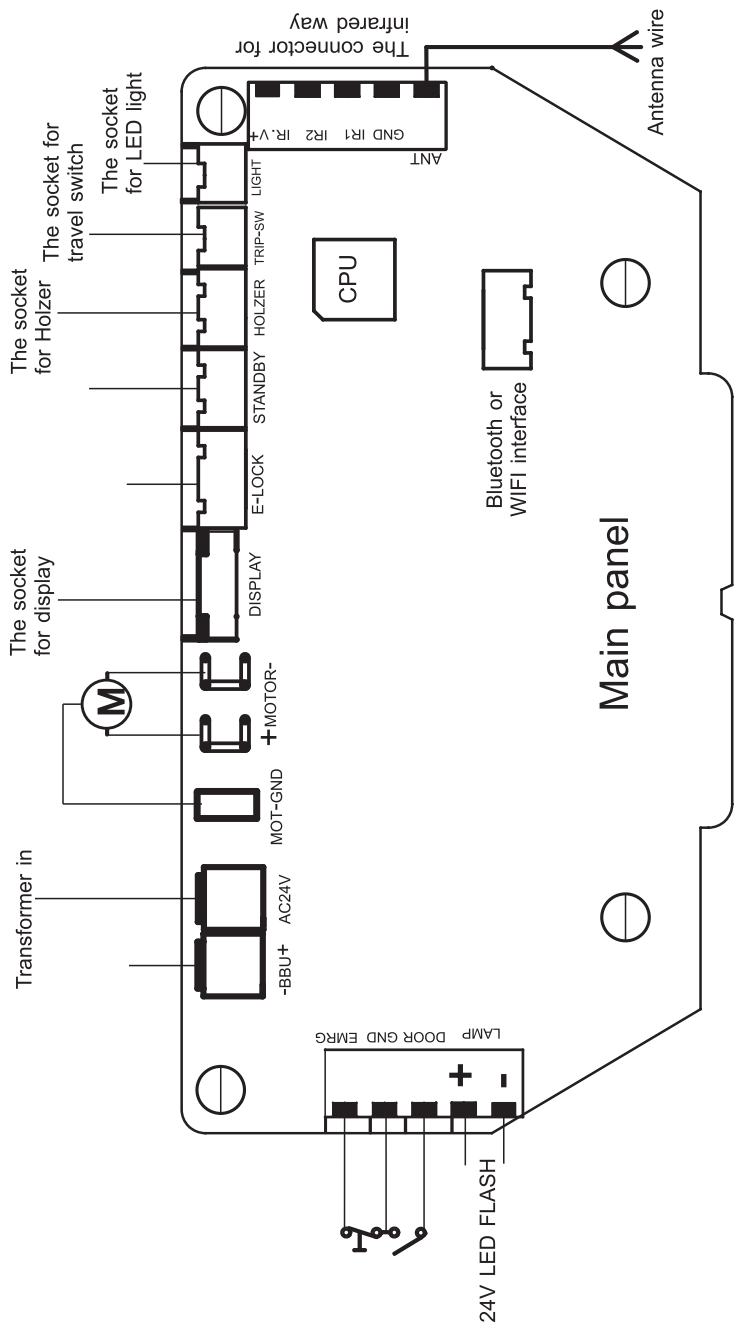 The connector for
infrared way
Antenna wire
The socket
for LED light
The socket for
travel switch
The socket
for Holzer
The socket
for display
Transformer in
IR.V+
IR2
IR1
GND
ANT
LIGHT
TRIP-SW
HOLZER
STANDBY
E-LOCK
DISPLAY
M
+MOTOR-
MOT-GND
AC24V
-BBU+
CPU
Bluetooth or
WIFI interface
Main panel
EMRG
GND
DOOR
LAMP
+
-
24V LED FLASH